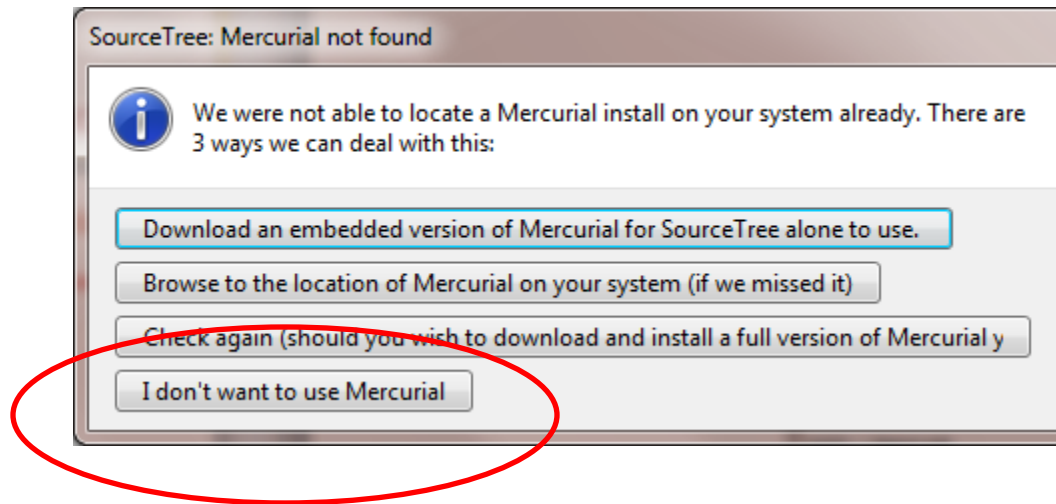 SourceTree: Mercurial not found
We were not able to locate a Mercurial install on your system already. There are
3 ways we can deal with this:
Download an embedded version of Mercurial for SourceTree alone to use.
Browse to the location of Mercurial on your system (if we missed it)
Check again (should you wish to download and install a full version of Mercurial y
I don't want to use Mercurial